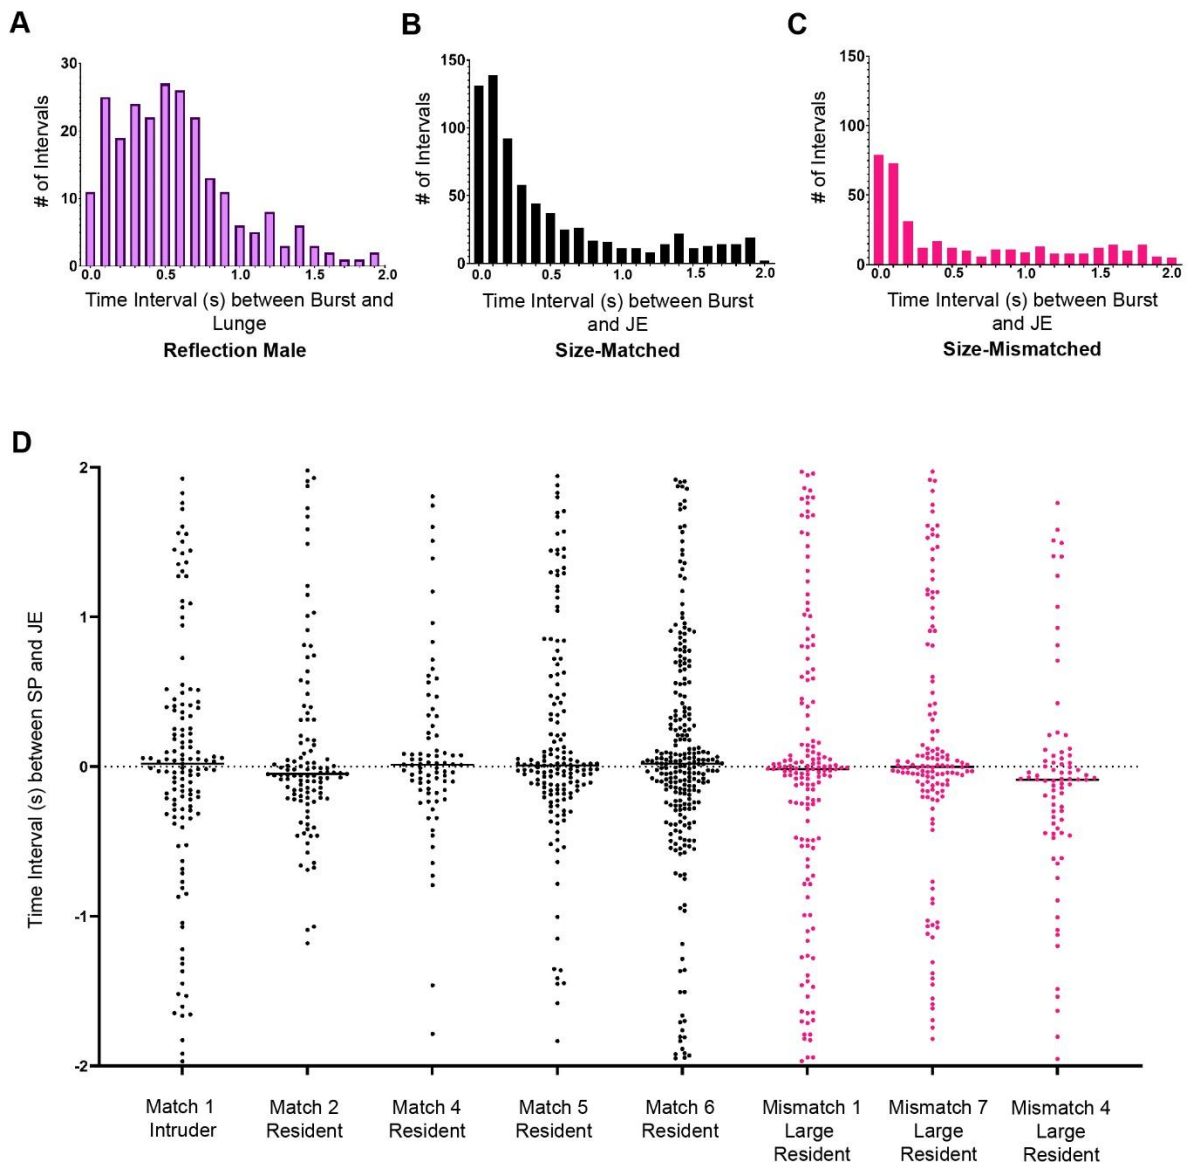 A
B
C
30
20
10
0
# of Intervals
0.0 0.5 1.0 1.5 2.0
Time Interval (s) between Burst and
Lunge
Reflection Male
150
100
50
0
# of Intervals
0.0 0.5 1.0 1.5 2.0
Time Interval (s) between Burst
and JE
Size-Matched
150
100
50
0
# of Intervals
0.0 0.5 1.0 1.5 2.0
Time Interval (s) between Burst
and JE
Size-Mismatched
D
2
1
0
-1
-2
Time Interval (s) between SP and JE
Match 1
Intruder
Match 2
Resident
Match 4
Resident
Match 5
Resident
Match 6
Resident
Mismatch 1
Large
Resident
Mismatch 7
Large
Resident
Mismatch 4
Large
Resident